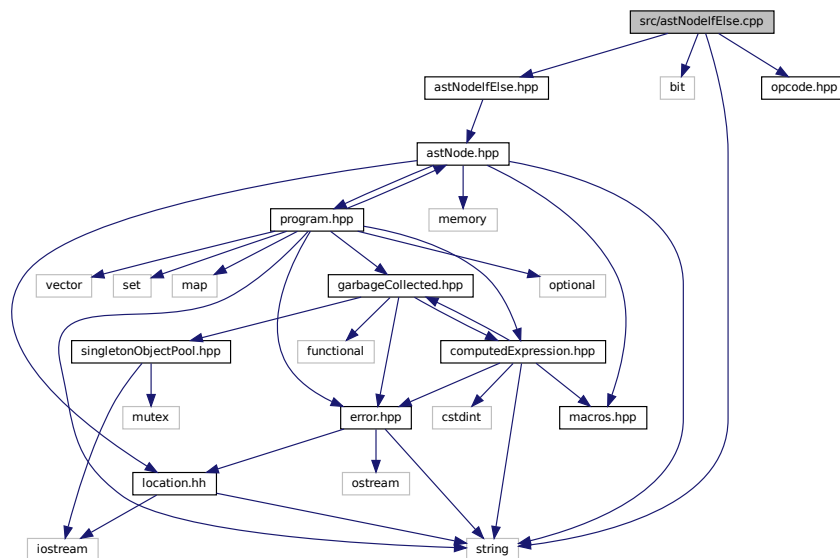 src/astNodeIfElse.cpp
astNodeIfElse.hpp
bit
opcode.hpp
astNode.hpp
program.hpp
memory
vector
set
map
garbageCollected.hpp
optional
singletonObjectPool.hpp
functional
computedExpression.hpp
mutex
error.hpp
cstdint
macros.hpp
location.hh
ostream
iostream
string